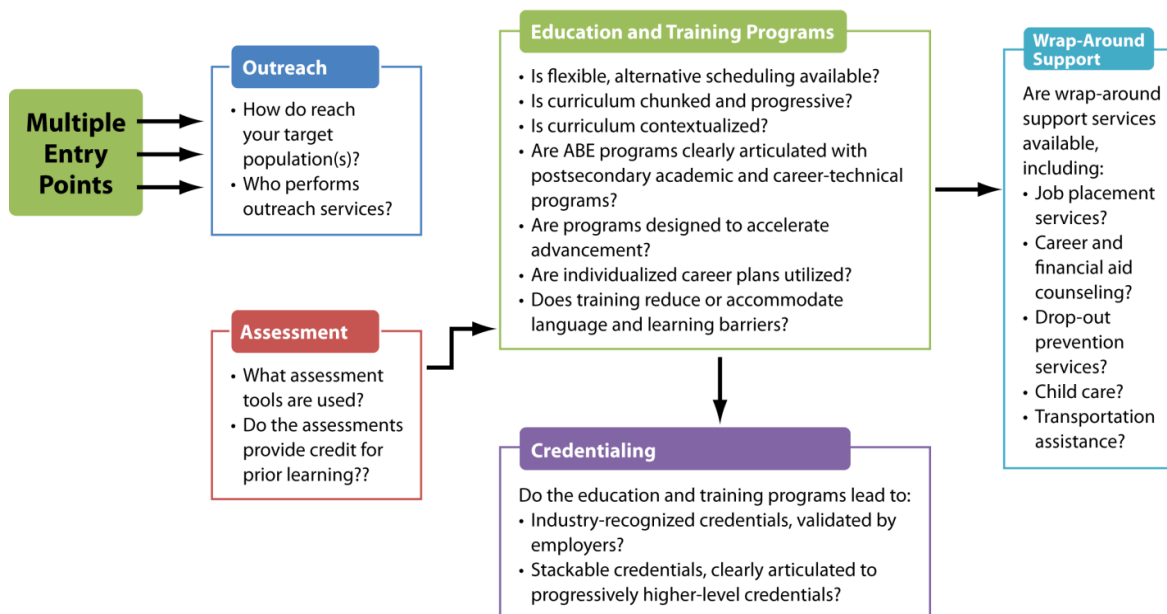 Multiple
Entry
Points
Outreach
• How do reach
your target
population(s)?
• Who performs
outreach services?
Assessment
• What assessment
tools are used?
• Do the assessments
provide credit for
prior learning??
Education and Training Programs
• Is flexible, alternative scheduling available?
• Is curriculum chunked and progressive?
• Is curriculum contextualized?
• Are ABE programs clearly articulated with
postsecondary academic and career-technical
programs?
• Are programs designed to accelerate
advancement?
• Are individualized career plans utilized?
• Does training reduce or accommodate
language and learning barriers?
Credentialing
Do the education and training programs lead to:
• Industry-recognized credentials, validated by
employers?
• Stackable credentials, clearly articulated to
progressively higher-level credentials?
Wrap-Around
Support
Are wrap-around
support services
available,
including:
• Job placement
services?
• Career and
financial aid
counseling?
• Drop-out
prevention
services?
• Child care?
• Transportation
assistance?